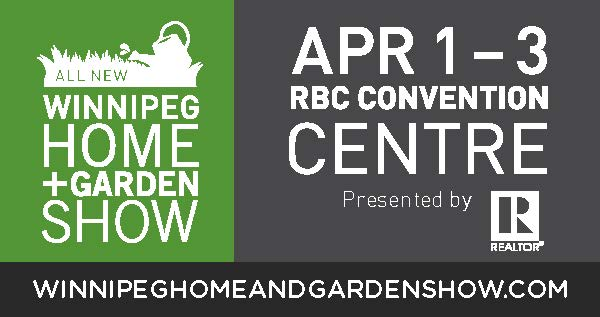 ALL NEW
WINNIPEG
HOME
+GARDEN
SHOW
APR 1 – 3
RBC CONVENTION
CENTRE
Presented by
R
REALTOR®
WINNIPEGHOMEANDGARDENSHOW.COM